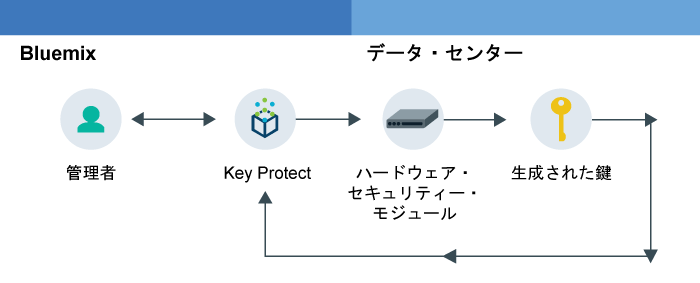 Bluemix
データ・センター
管理者
Key Protect
ハードウェア・
セキュリティー・
モジュール
生成された鍵